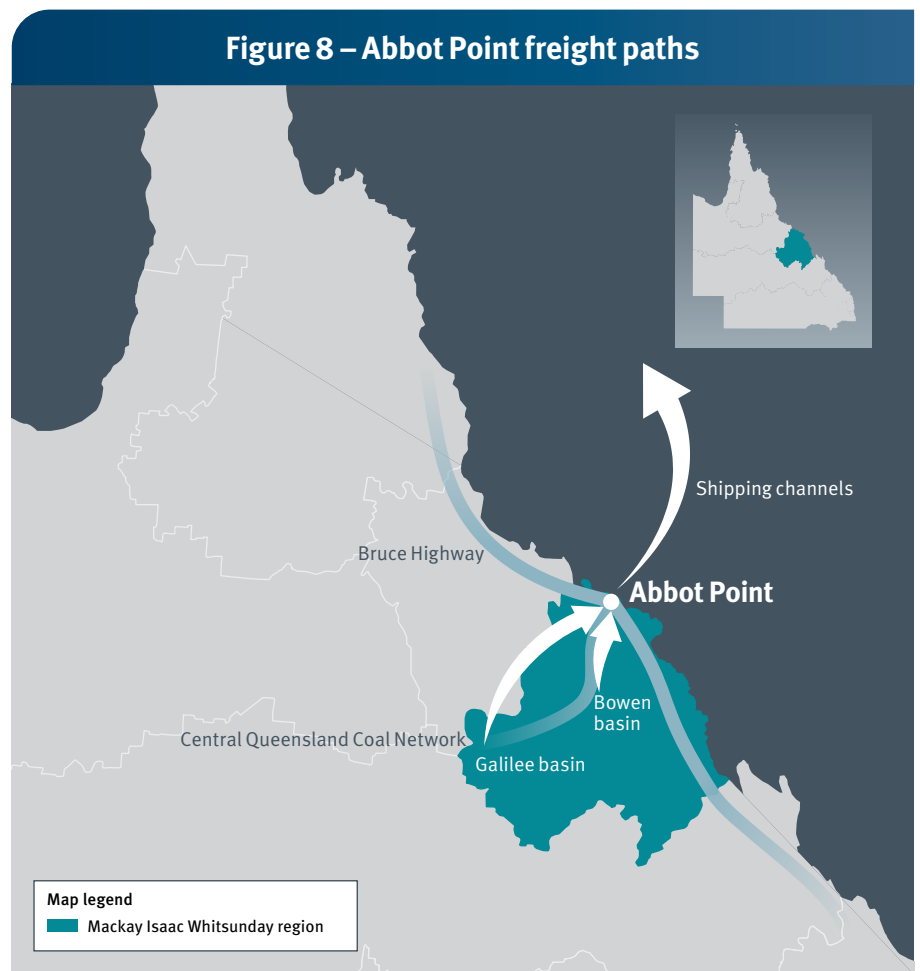 Figure 8 – Abbot Point freight paths
Shipping channels
Bruce Highway
Abbot Point
Bowen
basin
Central Queensland Coal Network
Galilee basin
Map legend
Mackay Isaac Whitsunday region